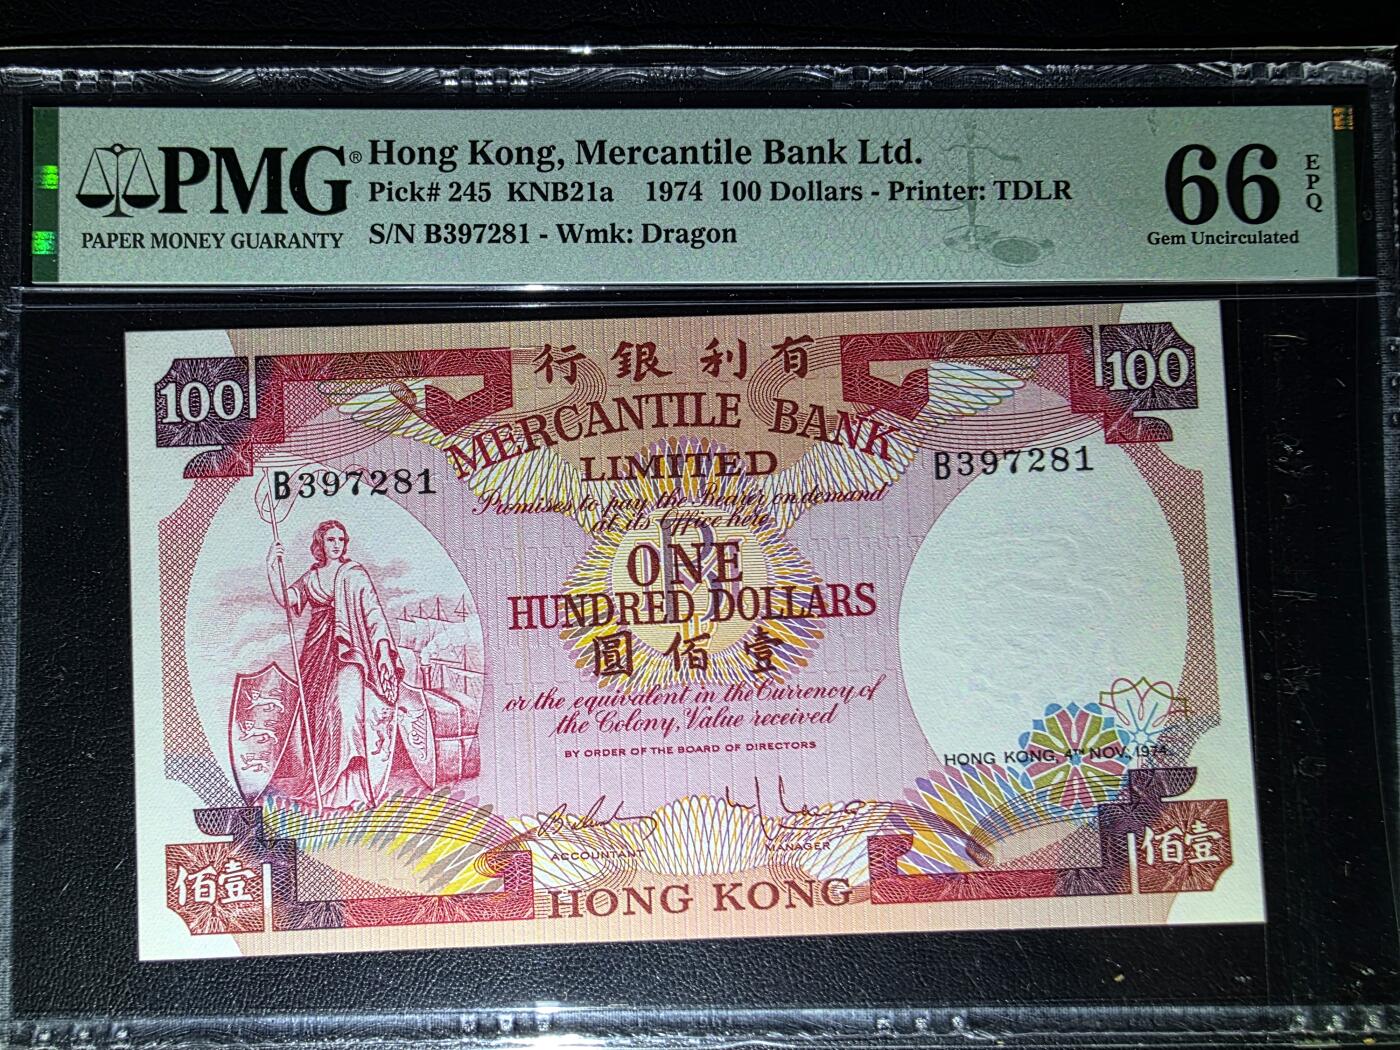 PMG®
PAPER MONEY GUARANTY
Hong Kong, Mercantile Bank Ltd.
Pick# 245 KNB21a 1974 100 Dollars - Printer: TDLR
S/N B397281 - Wmk: Dragon
66
EPQ
Gem Uncirculated
100
行銀利有
100
MERCANTILE BANK
LIMITED
B397281
B397281
Promises to pay the Bearer on demand
at its Office here
ONE
HUNDRED DOLLARS
圓佰壹
or the equivalent in the Currency of
the Colony, Value received
BY ORDER OF THE BOARD OF DIRECTORS
HONG KONG, 4TH NOV., 1974.
ACCOUNTANT
MANAGER
佰壹
HONG KONG
佰壹